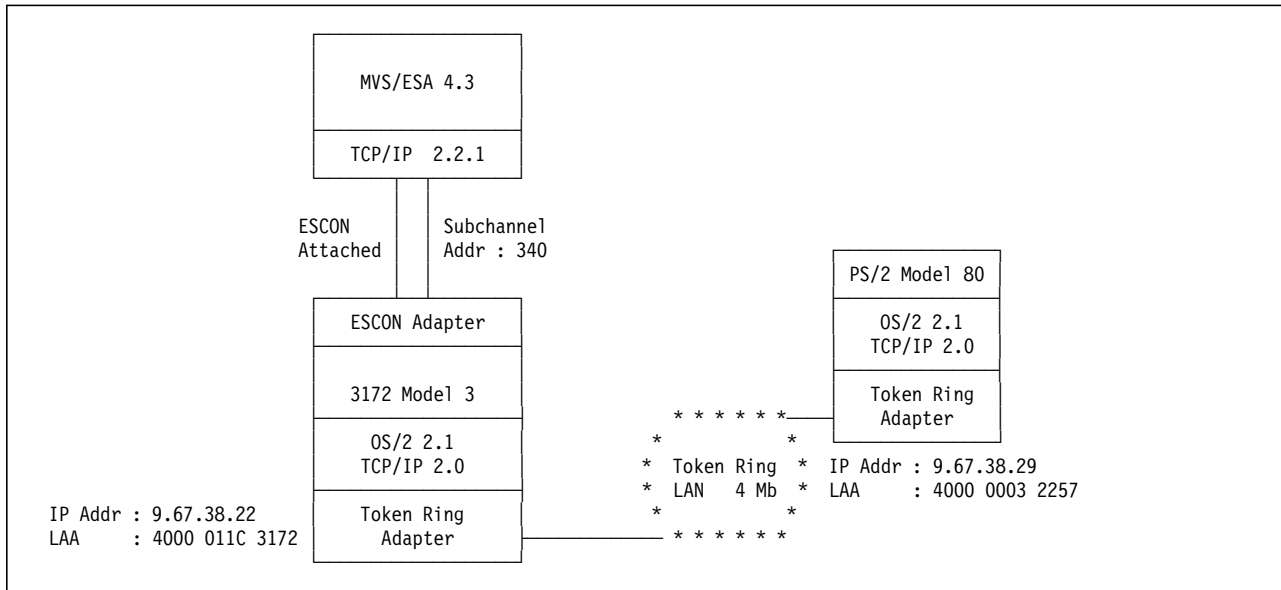 MVS/ESA 4.3
TCP/IP 2.2.1
ESCON
Attached
Subchannel
Addr : 340
ESCON Adapter
3172 Model 3
OS/2 2.1
TCP/IP 2.0
IP Addr : 9.67.38.22
LAA : 4000 011C 3172
Token Ring
Adapter
* * * * * *
* *
* Token Ring *
* LAN 4 Mb *
* *
* * * * * *
PS/2 Model 80
OS/2 2.1
TCP/IP 2.0
Token Ring
Adapter
IP Addr : 9.67.38.29
LAA : 4000 0003 2257